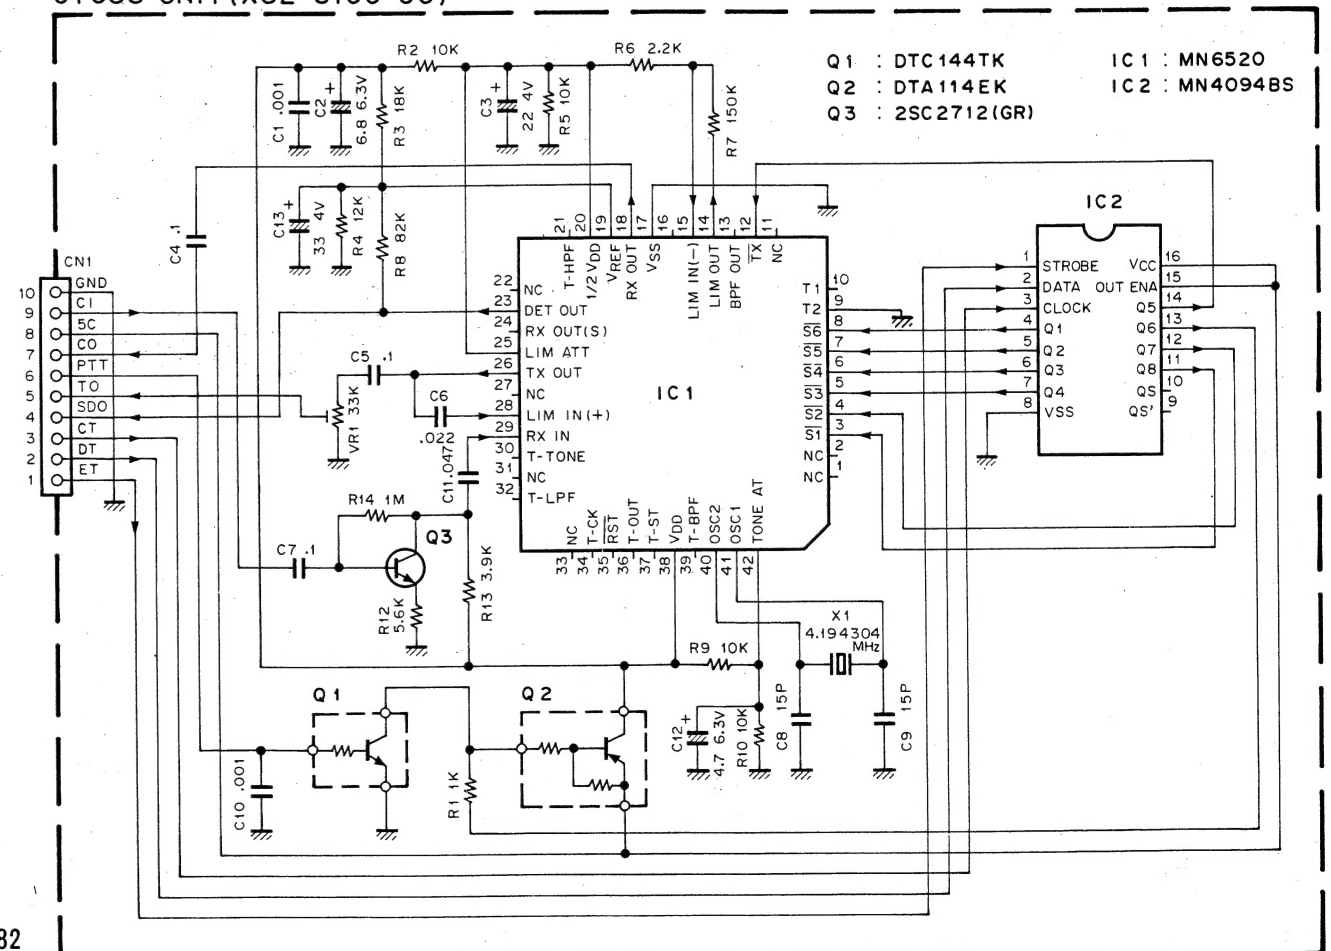 Q1 : DTC144TK
Q2 : DTA114EK
Q3 : 2SC2712(GR)
IC1 : MN6520
IC2 : MN4094BS
R2 10K
R6 2.2K
C1 .001
C2 + 6.8 6.3V
R3 18K
C3 + 22 4V
R5 10K
R7 150K
C4 .1
C13 + 33 4V
R4 12K
R8 82K
CN1
10 GND
9 CI
8 5C
7 CO
6 PTT
5 TO
4 SDO
3 CT
2 DT
1 ET
C5 .1
C6 .022
VR1 33K
C11 .047
R14 1M
Q3
C7 .1
R12 5.6K
R13 3.9K
IC1
21 T-HPF
20 1/2 VDD
19 VREF
18 RX OUT
17 VSS
16
15 LIM IN(-)
14 LIM OUT
13 BPF OUT
12 TX
11 NC
22 NC
23 DET OUT
24 RX OUT(S)
25 LIM ATT
26 TX OUT
27 NC
28 LIM IN(+)
29 RX IN
30 T-TONE
31 NC
32 T-LPF
T1 10
T2 9
S6 8
S5 7
S4 6
S3 5
S2 4
S1 3
NC 2
NC 1
33 NC
34 T-CK
35 RST
36 T-OUT
37 T-ST
38 VDD
39 T-BPF
40 OSC2
41 OSC1
42 TONE AT
IC2
1 STROBE
2 DATA
3 CLOCK
4 Q1
5 Q2
6 Q3
7 Q4
8 VSS
VCC 16
OUT ENA 15
Q5 14
Q6 13
Q7 12
Q8 11
QS 10
QS' 9
X1
4.194304
MHz
R9 10K
C12 + 4.7 6.3V
R10 10K
C8 15P
C9 15P
Q1
Q2
C10 .001
R1 1K
82